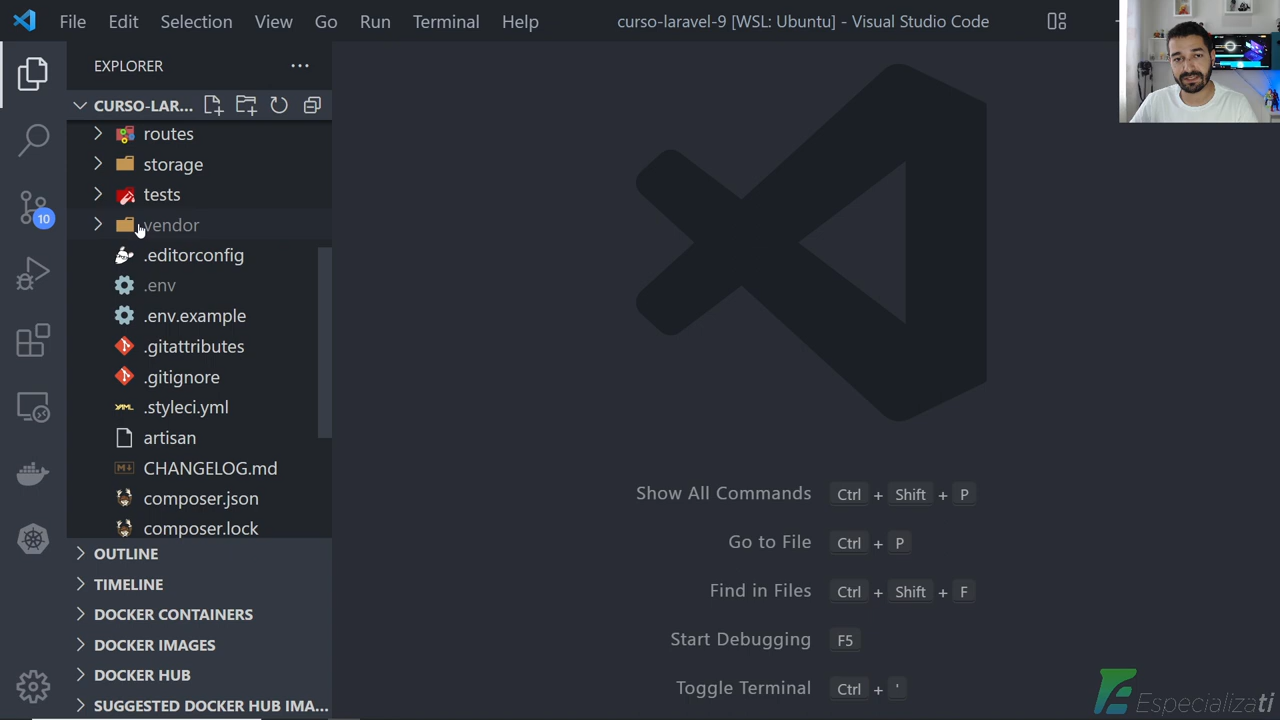 File Edit Selection View Go Run Terminal Help
curso-laravel-9 [WSL: Ubuntu] - Visual Studio Code
EXPLORER
CURSO-LAR...
routes
storage
tests
vendor
.editorconfig
.env
.env.example
.gitattributes
.gitignore
.styleci.yml
artisan
CHANGELOG.md
composer.json
composer.lock
OUTLINE
TIMELINE
DOCKER CONTAINERS
DOCKER IMAGES
DOCKER HUB
SUGGESTED DOCKER HUB IMA...
10
Show All Commands Ctrl + Shift + P
Go to File Ctrl + P
Find in Files Ctrl + Shift + F
Start Debugging F5
Toggle Terminal Ctrl + '
Especializati